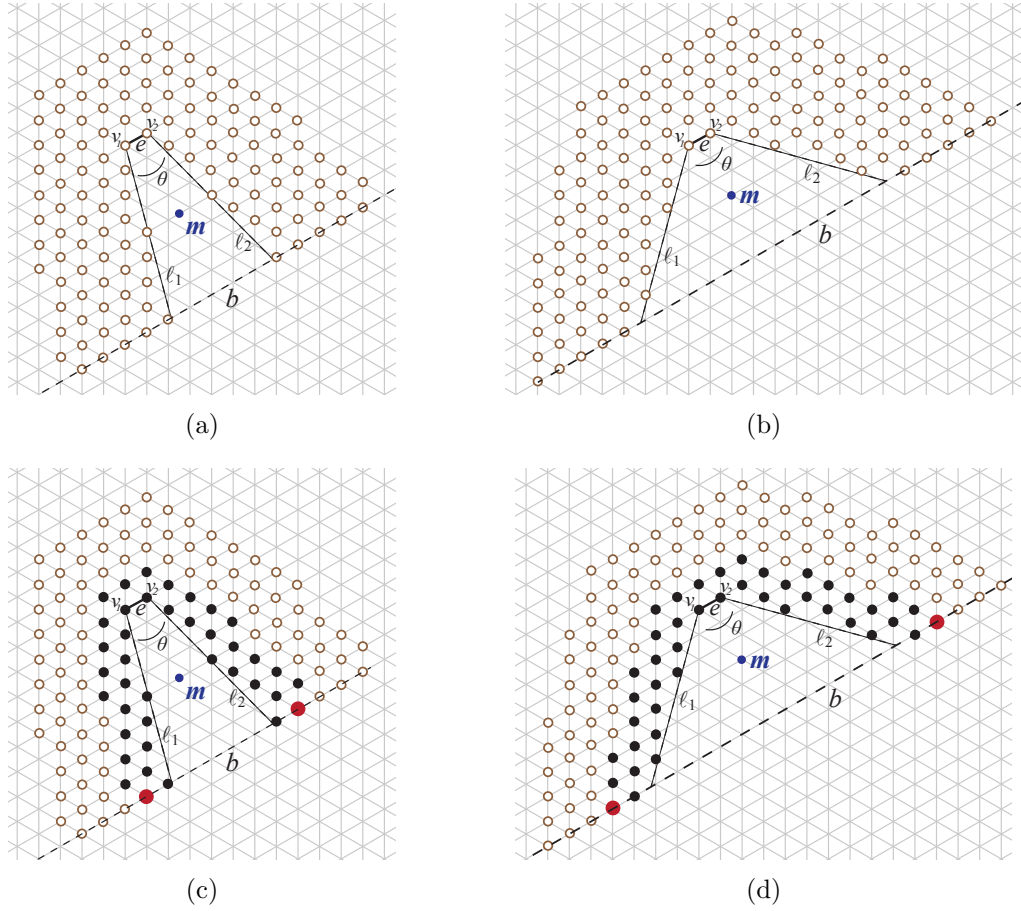 v₁ v₂ e θ m ℓ₂ ℓ₁ b
(a)
v₁ v₂ e θ m ℓ₂ ℓ₁ b
(b)
v₁ v₂ e θ m ℓ₂ ℓ₁ b
(c)
v₁ v₂ e θ m ℓ₂ ℓ₁ b
(d)